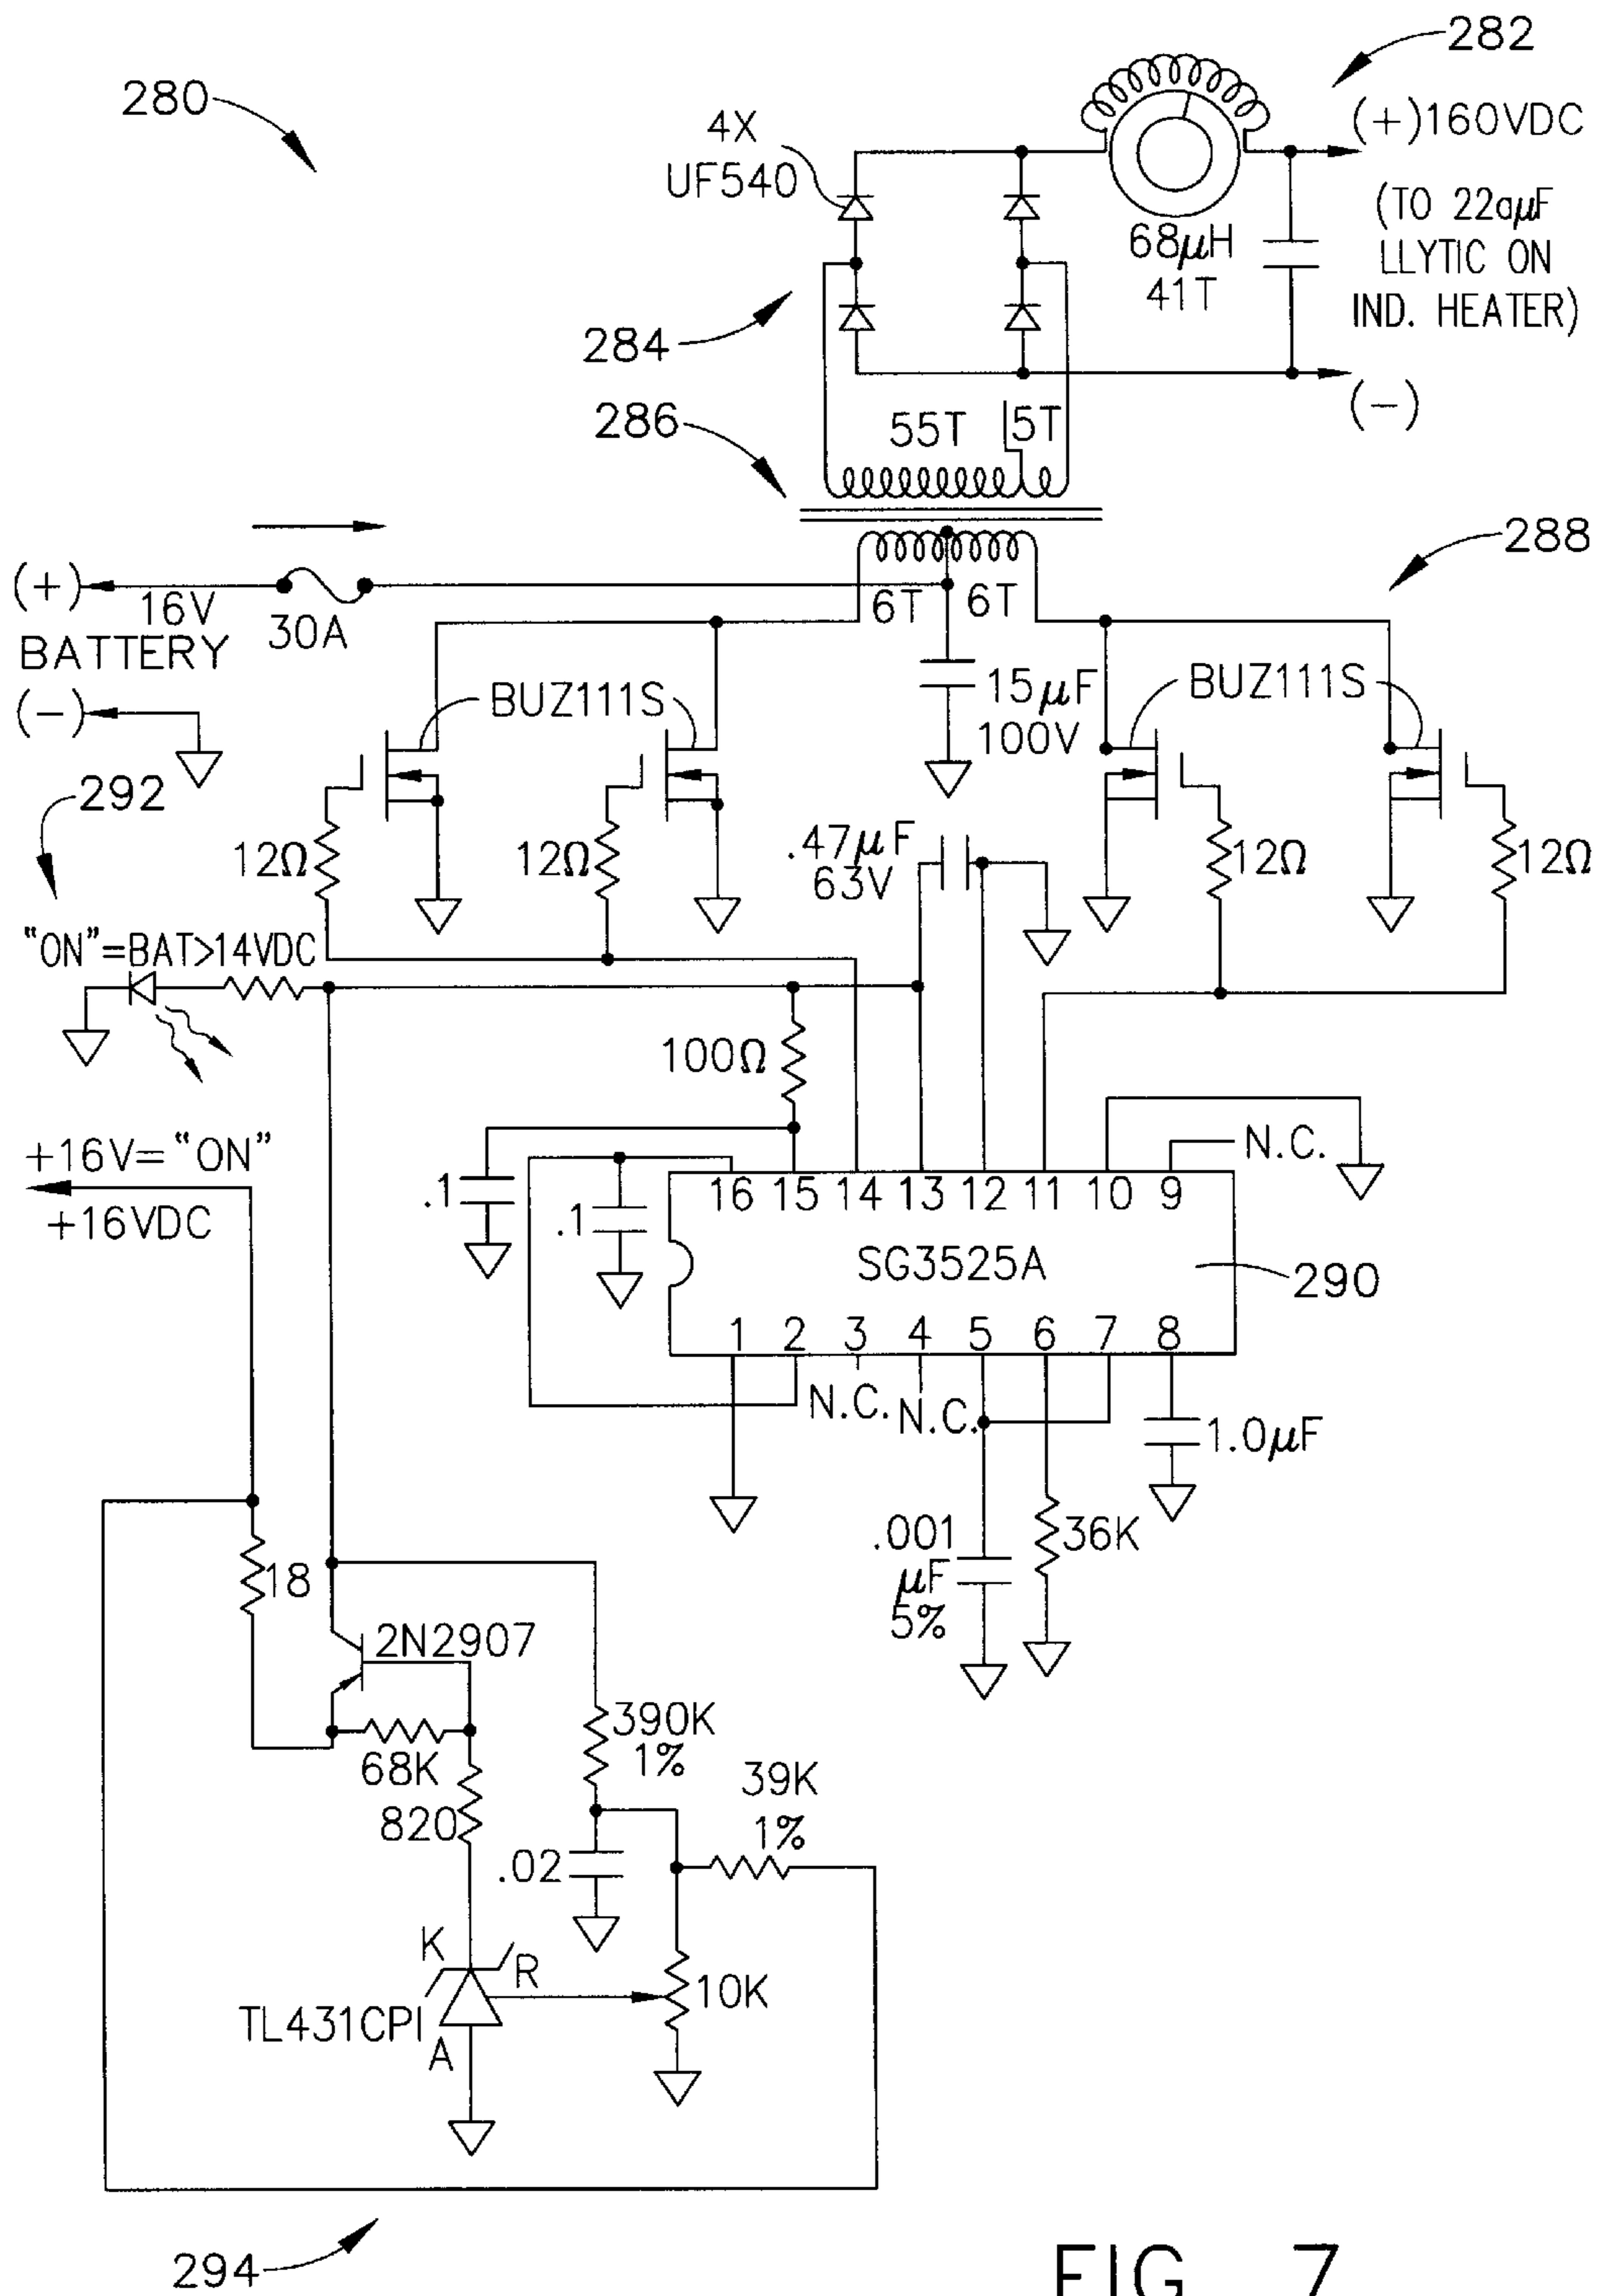 282
280
4X
UF540
(+)160VDC
(TO 22aµF
LLYTIC ON
IND. HEATER)
68µH
41T
284
(-)
286
55T
5T
288
(+)
16V
BATTERY
30A
6T
6T
(-)
BUZ111S
15µF
100V
BUZ111S
292
12Ω
12Ω
.47µF
63V
12Ω
12Ω
"ON"=BAT>14VDC
100Ω
+16V="ON"
+16VDC
N.C.
.1
.1
16 15 14 13 12 11 10 9
SG3525A
290
1 2 3 4 5 6 7 8
N.C.
N.C.
1.0µF
.001
µF
5%
36K
18
2N2907
390K
1%
68K
39K
1%
820
.02
K
R
TL431CPI
A
10K
294
FIG. 7